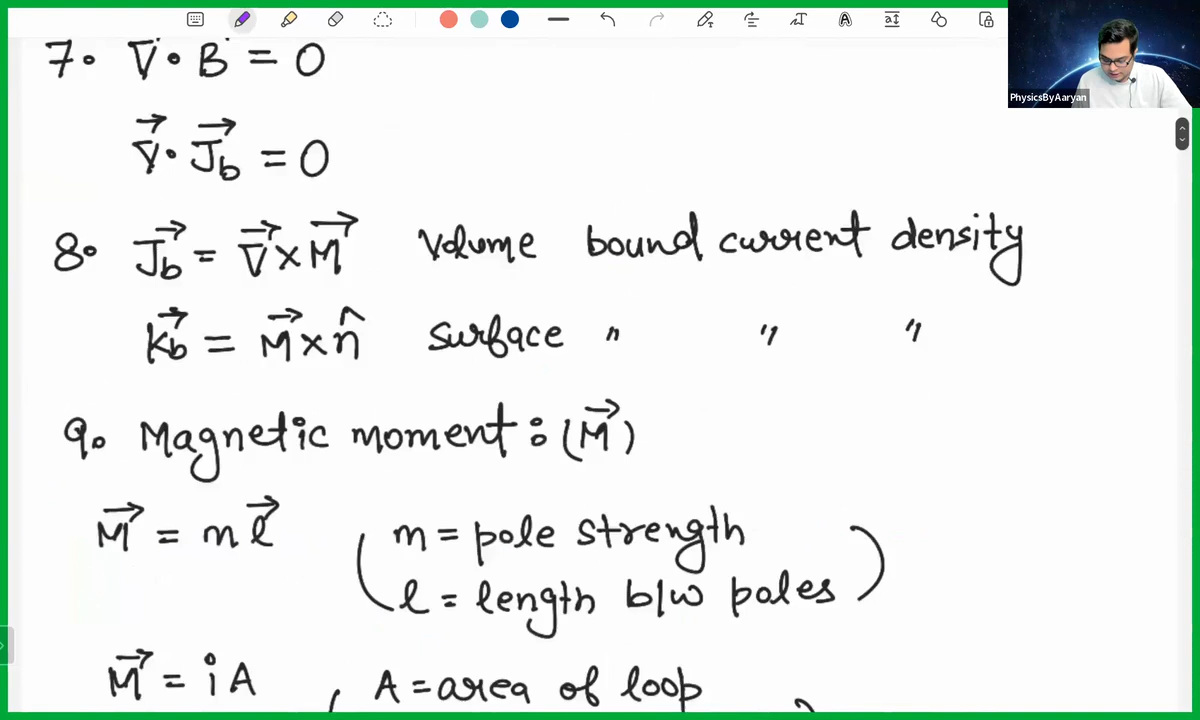 PhysicsByAaryan
7. ∇·B = 0
∇⃗·J⃗b = 0
8. J⃗b = ∇⃗×M⃗ Volume bound current density
K⃗b = M⃗×n̂ surface " " "
9. Magnetic moment : (M⃗)
M⃗ = m l⃗ ( m = pole strength
l = length b/w poles )
M⃗ = i A ( A = area of loop )